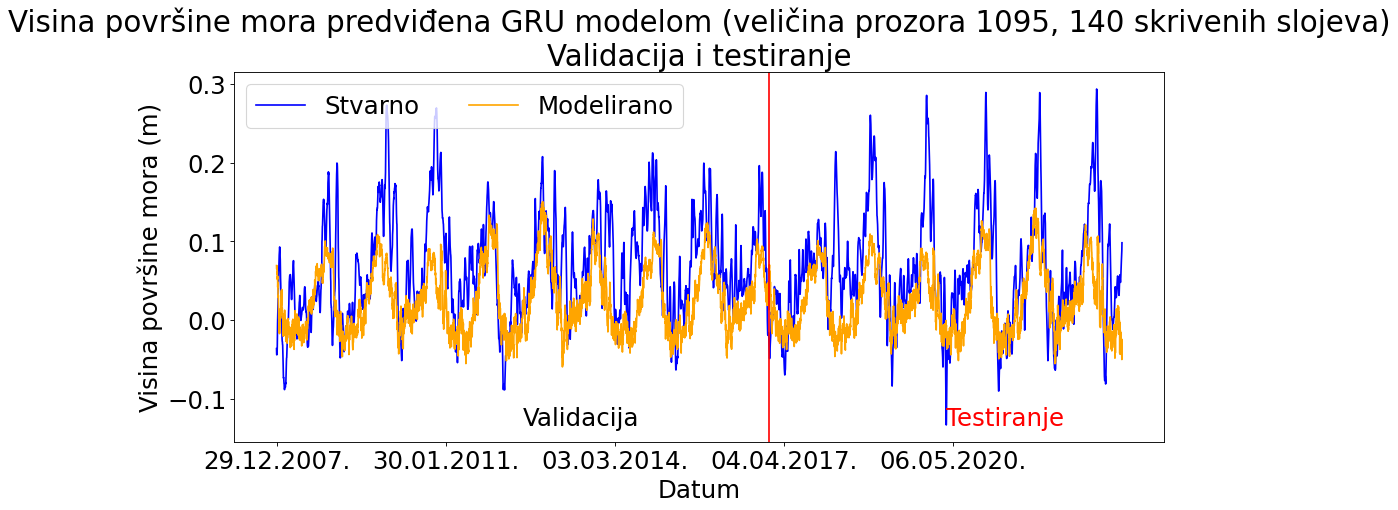 Visina površine mora predviđena GRU modelom (veličina prozora 1095, 140 skrivenih slojeva)
Validacija i testiranje
Stvarno
Modelirano
Visina površine mora (m)
0.3
0.2
0.1
0.0
−0.1
Validacija
Testiranje
29.12.2007.
30.01.2011.
03.03.2014.
04.04.2017.
06.05.2020.
Datum